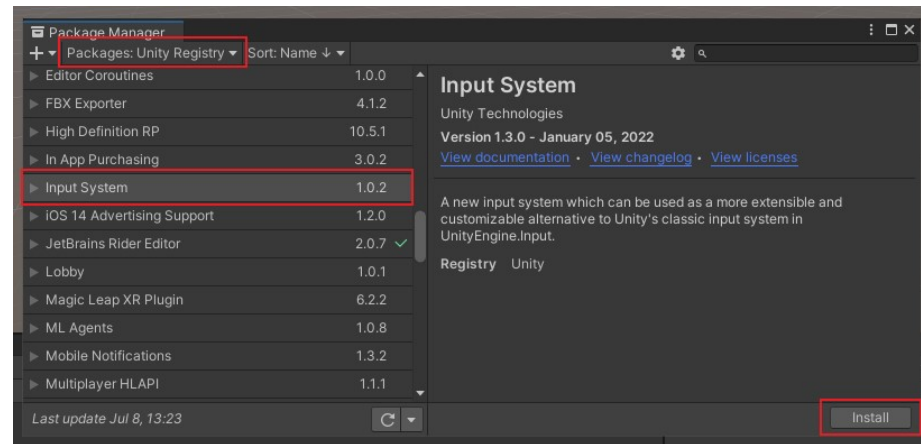 Package Manager
Packages: Unity Registry Sort: Name ↓
Editor Coroutines 1.0.0
FBX Exporter 4.1.2
High Definition RP 10.5.1
In App Purchasing 3.0.2
Input System 1.0.2
iOS 14 Advertising Support 1.2.0
JetBrains Rider Editor 2.0.7
Lobby 1.0.1
Magic Leap XR Plugin 6.2.2
ML Agents 1.0.8
Mobile Notifications 1.3.2
Multiplayer HLAPI 1.1.1
Last update Jul 8, 13:23
Input System
Unity Technologies
Version 1.3.0 - January 05, 2022
View documentation • View changelog • View licenses
A new input system which can be used as a more extensible and
customizable alternative to Unity's classic input system in
UnityEngine.Input.
Registry Unity
Install